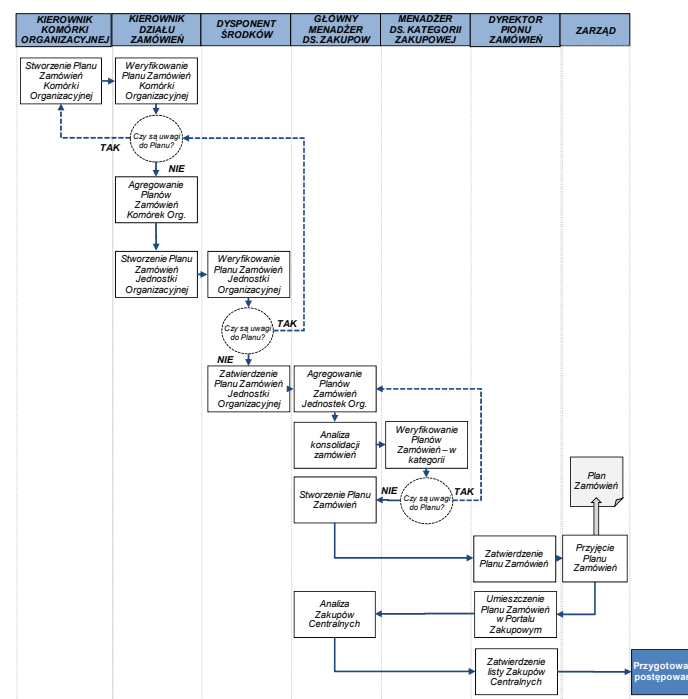 KIEROWNIK
KOMÓRKI
ORGANIZACYJNEJ
KIEROWNIK
DZIAŁU
ZAMÓWIEŃ
DYSPONENT
ŚRODKÓW
GŁÓWNY
MENADŻER
DS. ZAKUPOW
MENADŻER
DS. KATEGORII
ZAKUPOWEJ
DYREKTOR
PIONU
ZAMÓWIEŃ
ZARZĄD
Stworzenie Planu
Zamówień
Komórki
Organizacyjnej
Weryfikowanie
Planu Zamówień
Komórki
Organizacyjnej
Czy są uwagi
do Planu?
TAK
NIE
Agregowanie
Planów
Zamówień
Komórek Org.
Stworzenie Planu
Zamówień
Jednostki
Organizacyjnej
Weryfikowanie
Planu Zamówień
Jednostki
Organizacyjnej
Czy są uwagi
do Planu?
TAK
NIE
Zatwierdzenie
Planu Zamówień
Jednostki
Organizacyjnej
Agregowanie
Planów
Zamówień
Jednostek Org.
Analiza
konsolidacji
zamówień
Weryfikowanie
Planów
Zamówień – w
kategorii
Stworzenie Planu
Zamówień
NIE
Czy są uwagi
do Planu?
TAK
Plan
Zamówień
Zatwierdzenie
Planu Zamówień
Przyjęcie
Planu
Zamówień
Analiza
Zakupów
Centralnych
Umieszczenie
Planu Zamówień
w Portalu
Zakupowym
Zatwierdzenie
listy Zakupów
Centralnych
Przygotowa
postępowar